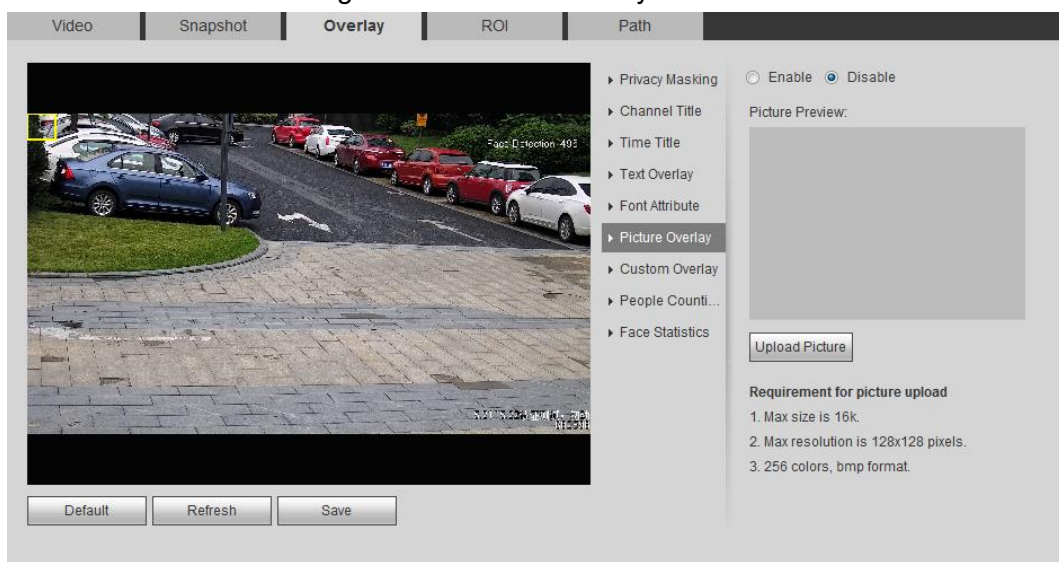 Video Snapshot Overlay ROI Path
Face Detection 493
Privacy Masking
Channel Title
Time Title
Text Overlay
Font Attribute
Picture Overlay
Custom Overlay
People Counti...
Face Statistics
Enable Disable
Picture Preview:
Upload Picture
Requirement for picture upload
1. Max size is 16k.
2. Max resolution is 128x128 pixels.
3. 256 colors, bmp format.
Default Refresh Save